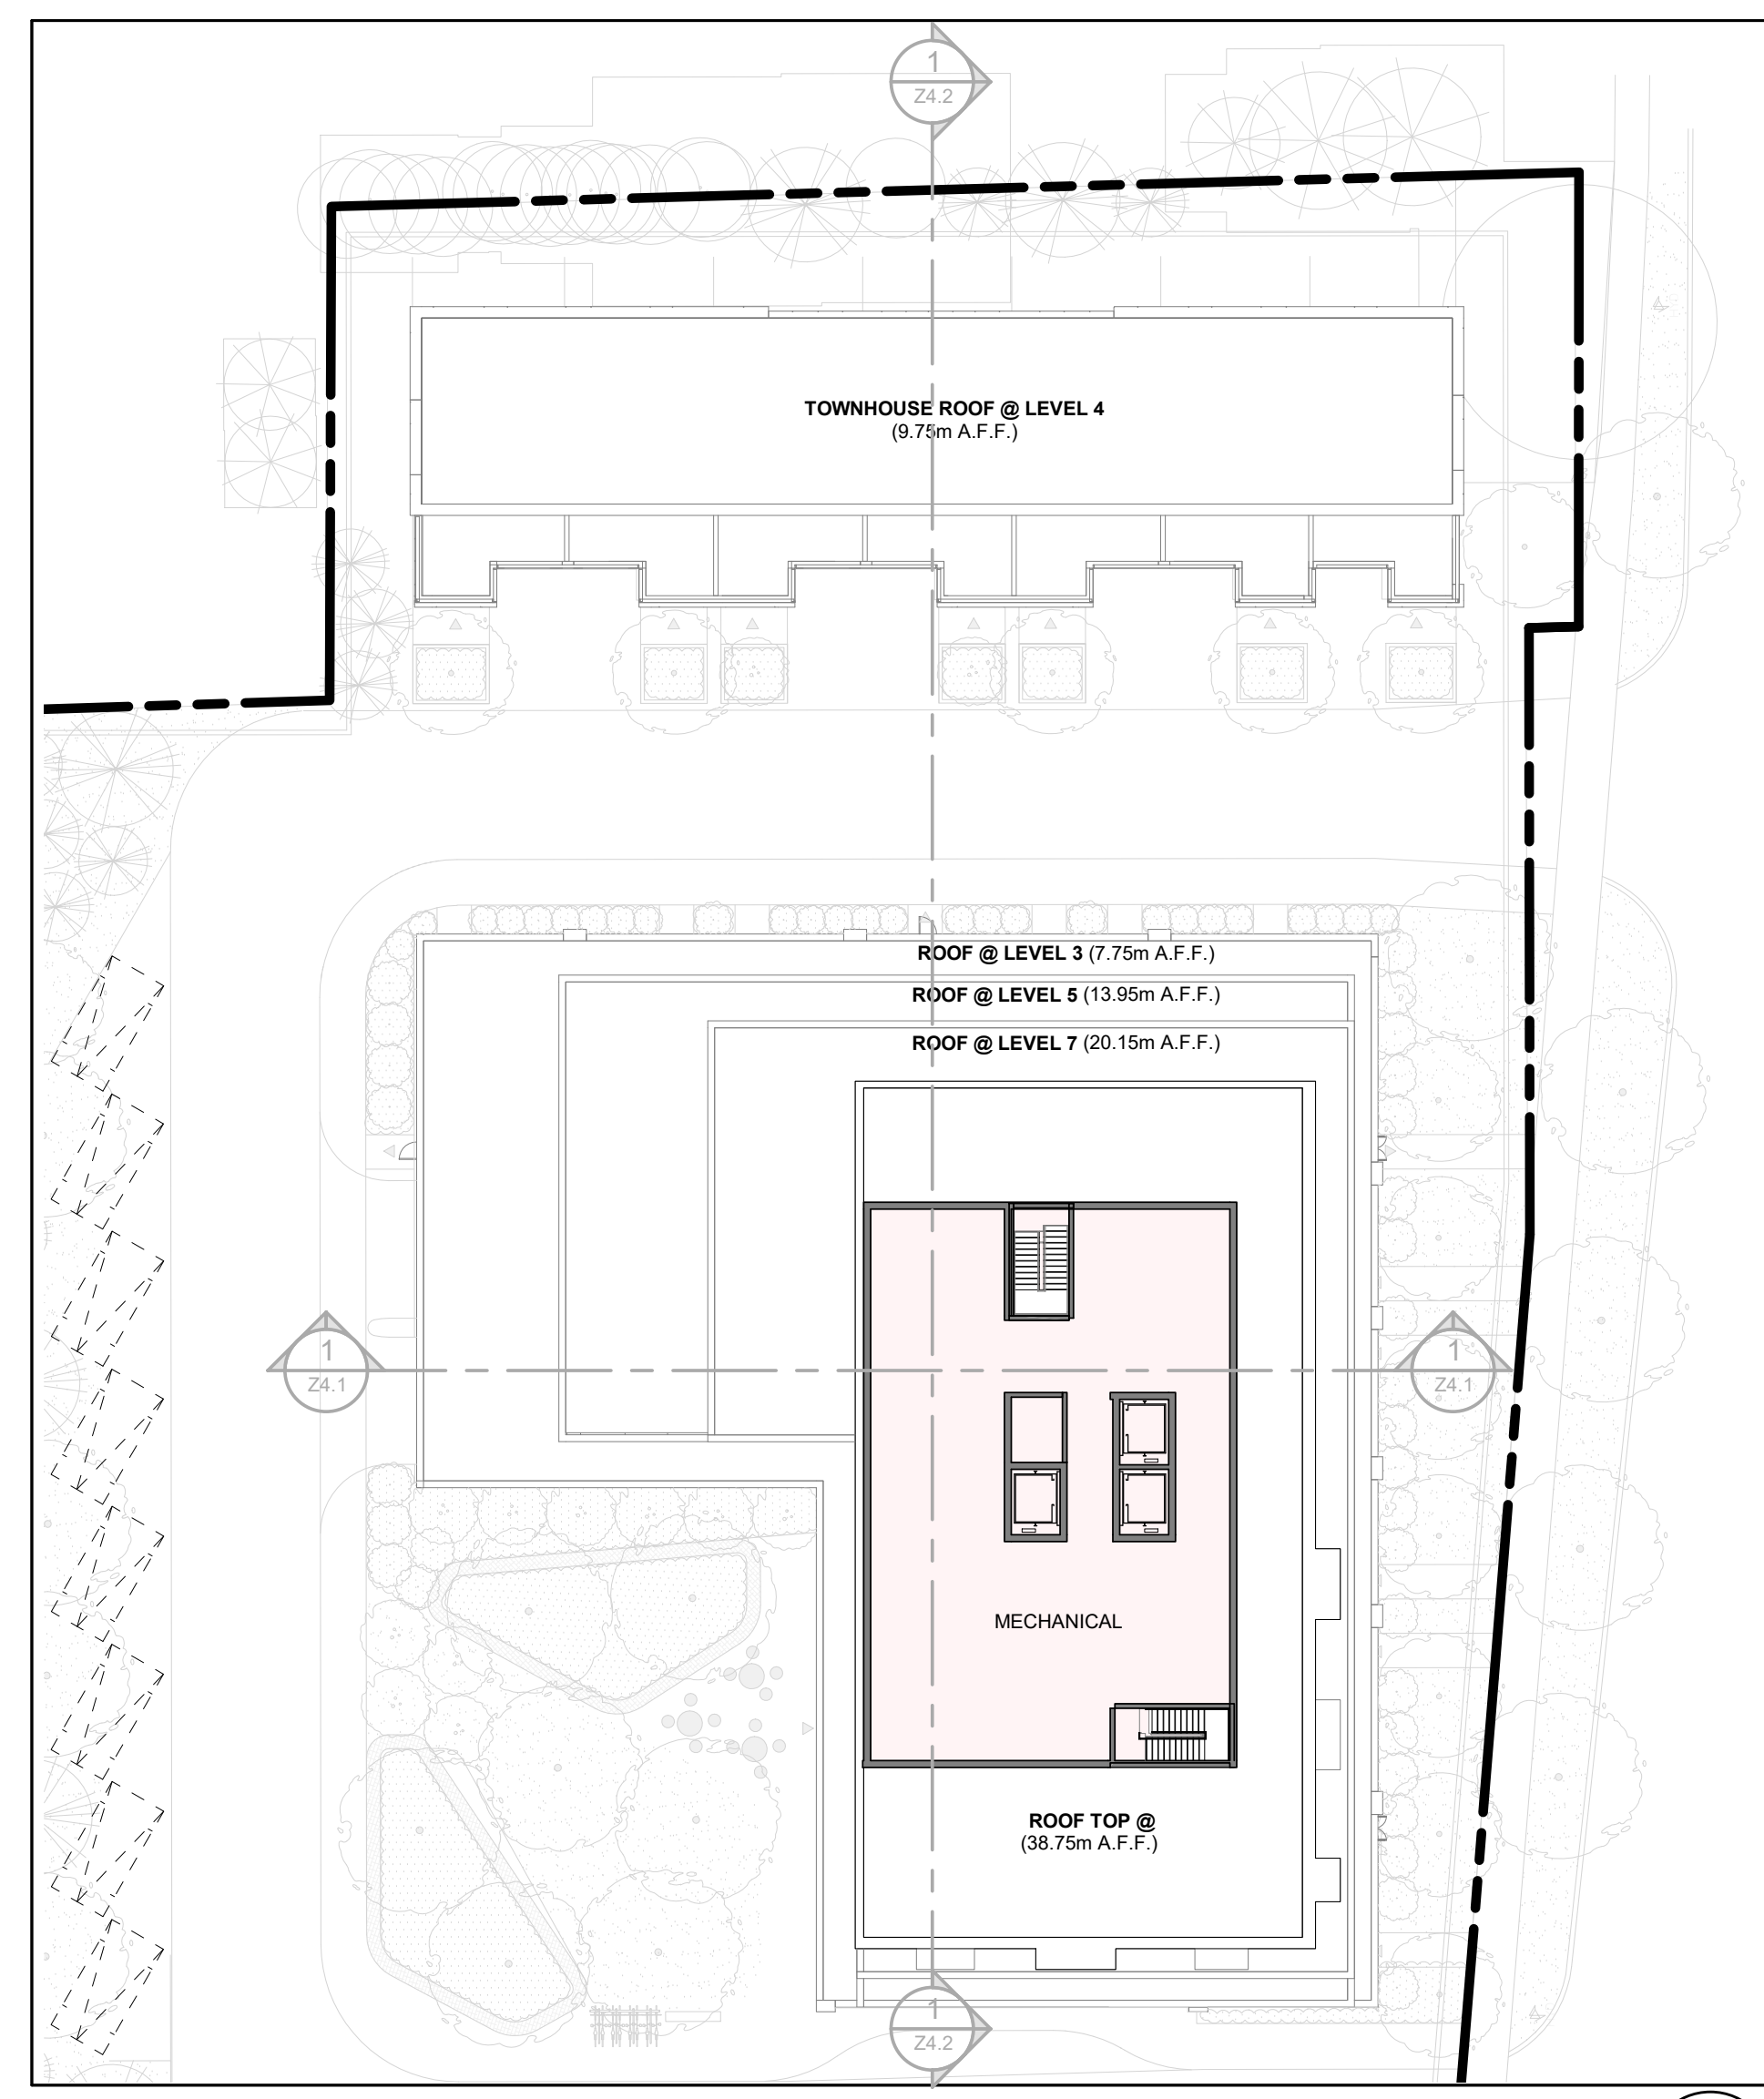 1
Z4.2
TOWNHOUSE ROOF @ LEVEL 4
(9.75m A.F.F.)
ROOF @ LEVEL 3 (7.75m A.F.F.)
ROOF @ LEVEL 5 (13.95m A.F.F.)
ROOF @ LEVEL 7 (20.15m A.F.F.)
1
Z4.1
1
Z4.1
MECHANICAL
ROOF TOP @
(38.75m A.F.F.)
1
Z4.2